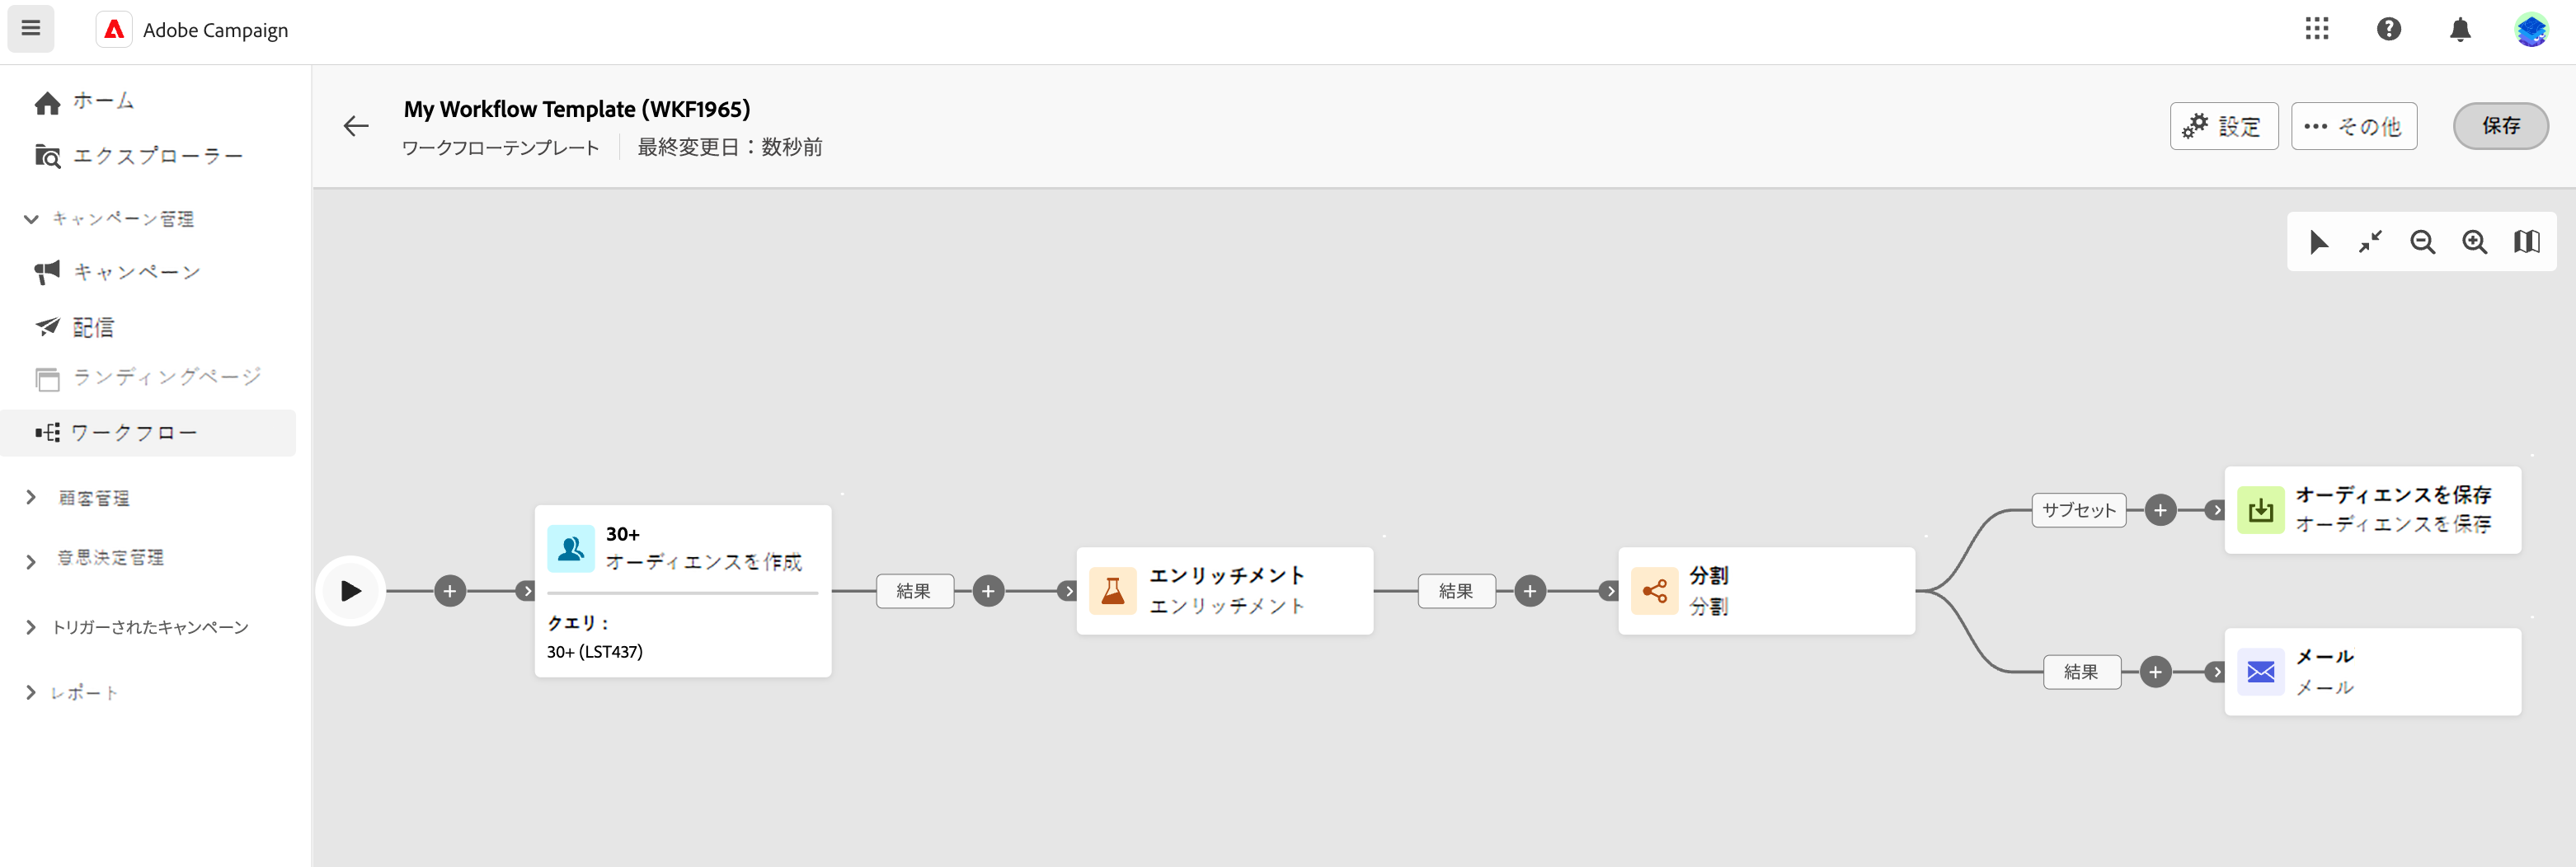 Adobe Campaign
ホーム
エクスプローラー
キャンペーン管理
キャンペーン
配信
ランディングページ
ワークフロー
顧客管理
意思決定管理
トリガーされたキャンペーン
レポート
My Workflow Template (WKF1965)
ワークフローテンプレート
最終変更日：数秒前
設定
その他
保存
30+
オーディエンスを作成
クエリ：
30+ (LST437)
結果
エンリッチメント
エンリッチメント
結果
分割
分割
サブセット
オーディエンスを保存
オーディエンスを保存
結果
メール
メール